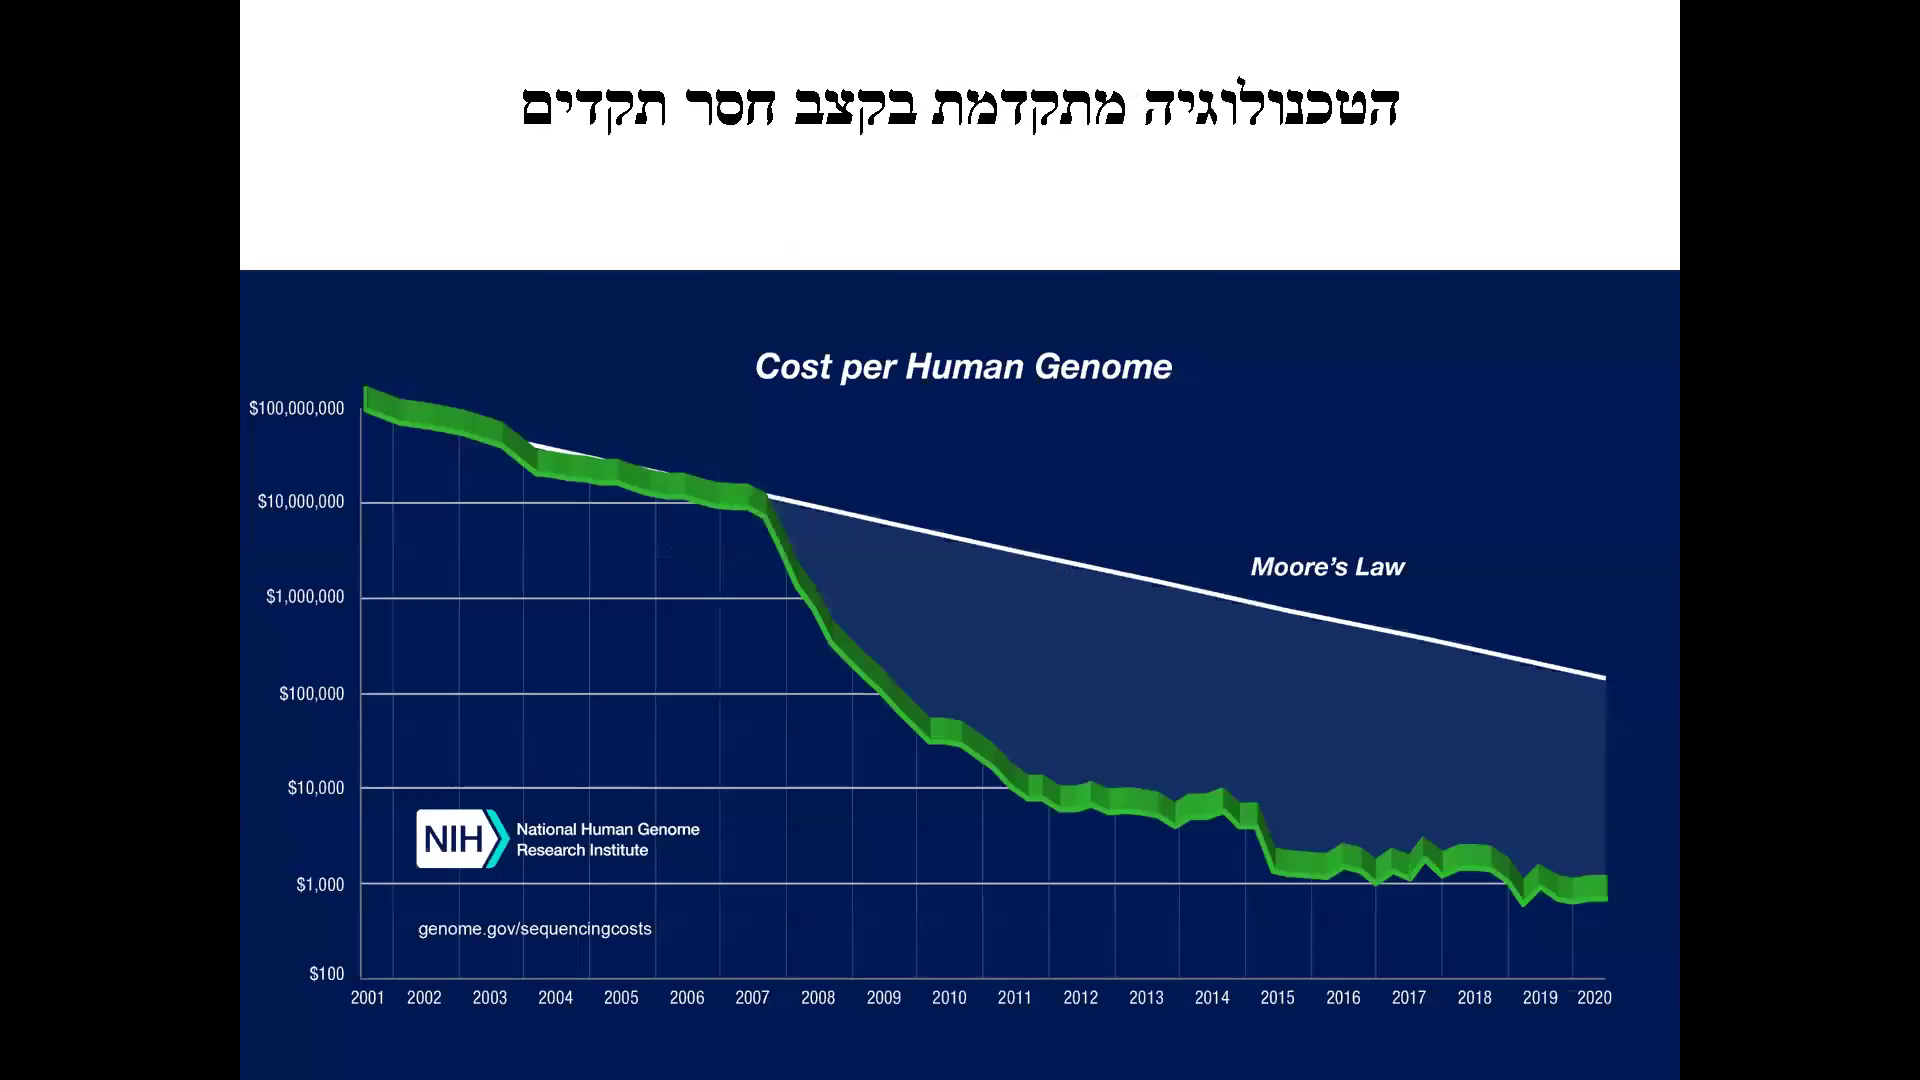 הטכנולוגיה מתקדמת בקצב חסר תקדים
Cost per Human Genome
$100,000,000
$10,000,000
$1,000,000
$100,000
$10,000
$1,000
$100
Moore's Law
NIH
National Human Genome
Research Institute
genome.gov/sequencingcosts
2001 2002 2003 2004 2005 2006 2007 2008 2009 2010 2011 2012 2013 2014 2015 2016 2017 2018 2019 2020